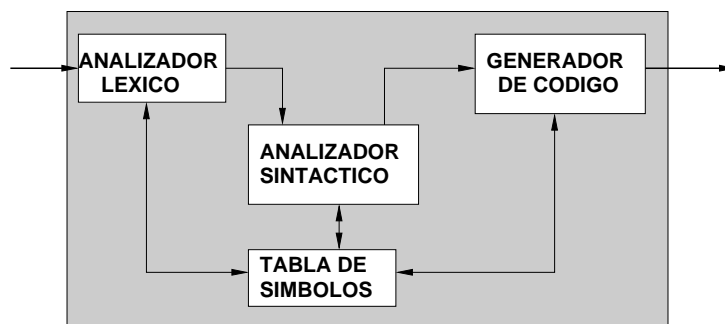 ANALIZADOR
LEXICO
GENERADOR
DE CODIGO
ANALIZADOR
SINTACTICO
TABLA DE
SIMBOLOS